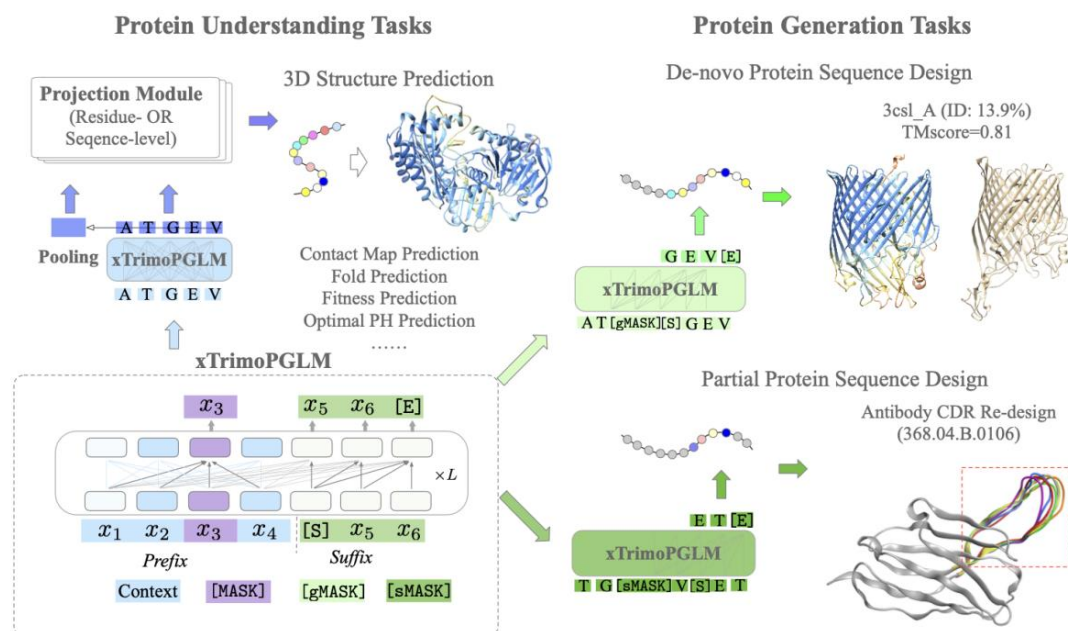 Protein Understanding Tasks
Projection Module
(Residue- OR
Seqence-level)
3D Structure Prediction
A T G E V
Pooling
xTrimoPGLM
A T G E V
Contact Map Prediction
Fold Prediction
Fitness Prediction
Optimal PH Prediction
......
xTrimoPGLM
x3 x5 x6 [E]
×L
x1 x2 x3 x4 [S] x5 x6
Prefix Suffix
Context [MASK] [gMASK] [sMASK]
Protein Generation Tasks
De-novo Protein Sequence Design
3csl_A (ID: 13.9%)
TMscore=0.81
G E V [E]
xTrimoPGLM
A T [gMASK][S] G E V
Partial Protein Sequence Design
Antibody CDR Re-design
(368.04.B.0106)
E T [E]
xTrimoPGLM
T G [sMASK] V [S] E T